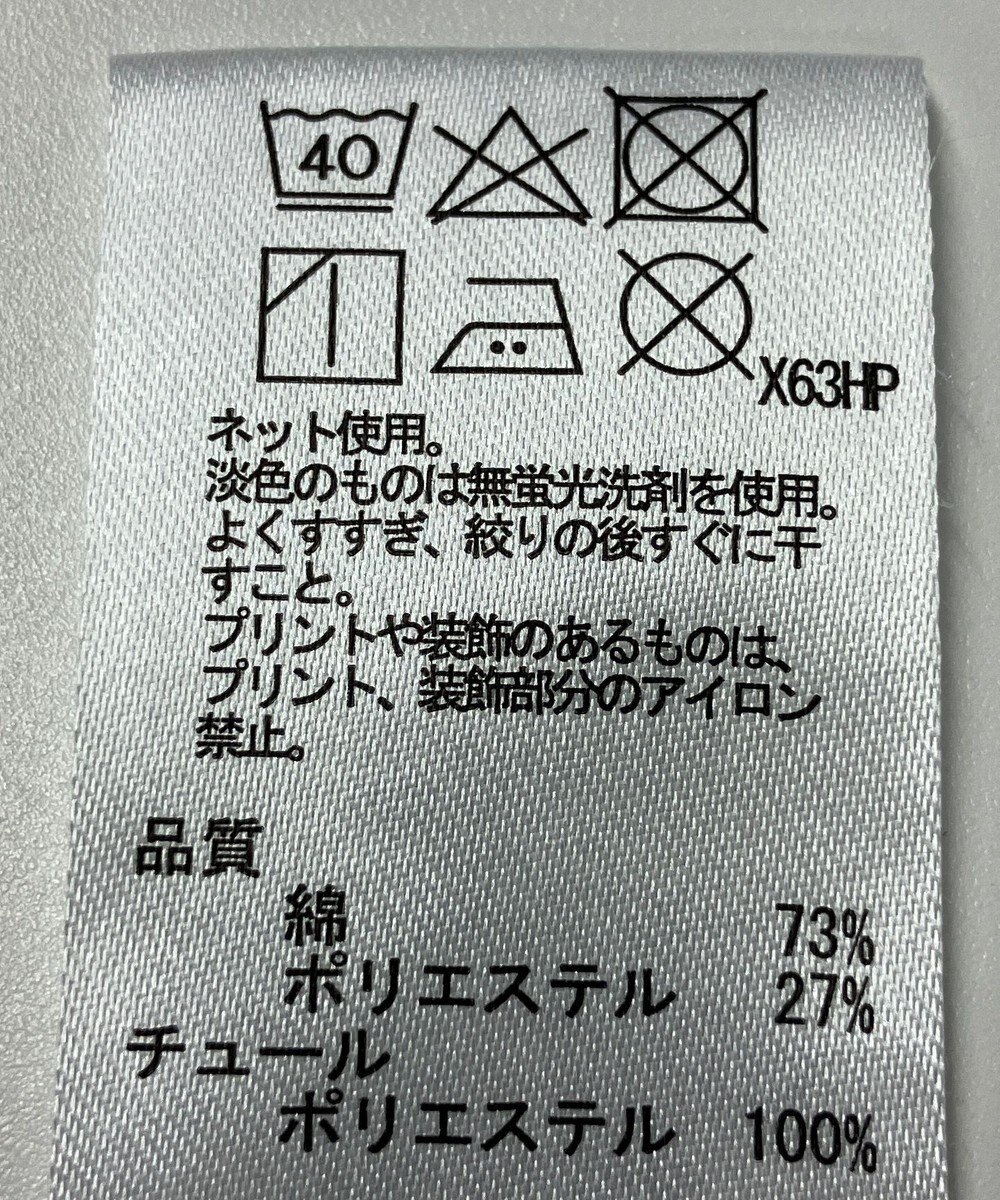 40
X63HP
ネット使用。
淡色のものは無蛍光洗剤を使用。
よくすすぎ、絞りの後すぐに干
すこと。
プリントや装飾のあるものは、
プリント、装飾部分のアイロン
禁止。
品質
綿 73%
ポリエステル 27%
チュール
ポリエステル 100%